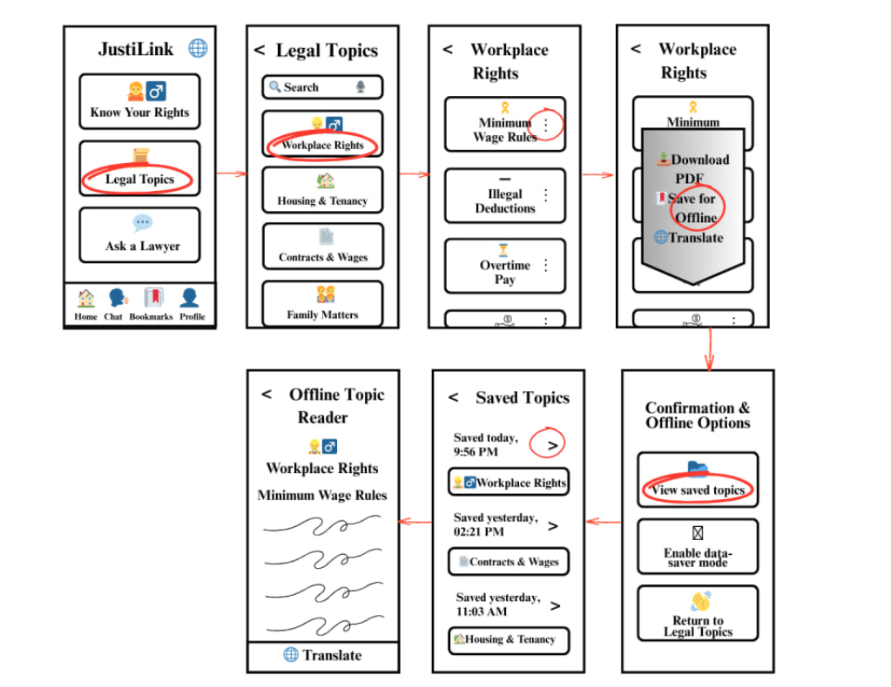 JustiLink
Know Your Rights
Legal Topics
Ask a Lawyer
Home Chat Bookmarks Profile
< Legal Topics
Search
Workplace Rights
Housing & Tenancy
Contracts & Wages
Family Matters
< Workplace
Rights
Minimum
Wage Rules
Illegal
Deductions
Overtime
Pay
< Workplace
Rights
Minimum
Download
PDF
Save for
Offline
Translate
Confirmation &
Offline Options
View saved topics
Enable data-
saver mode
Return to
Legal Topics
< Saved Topics
Saved today,
9:56 PM >
Workplace Rights
Saved yesterday,
02:21 PM >
Contracts & Wages
Saved yesterday,
11:03 AM >
Housing & Tenancy
< Offline Topic
Reader
Workplace Rights
Minimum Wage Rules
Translate